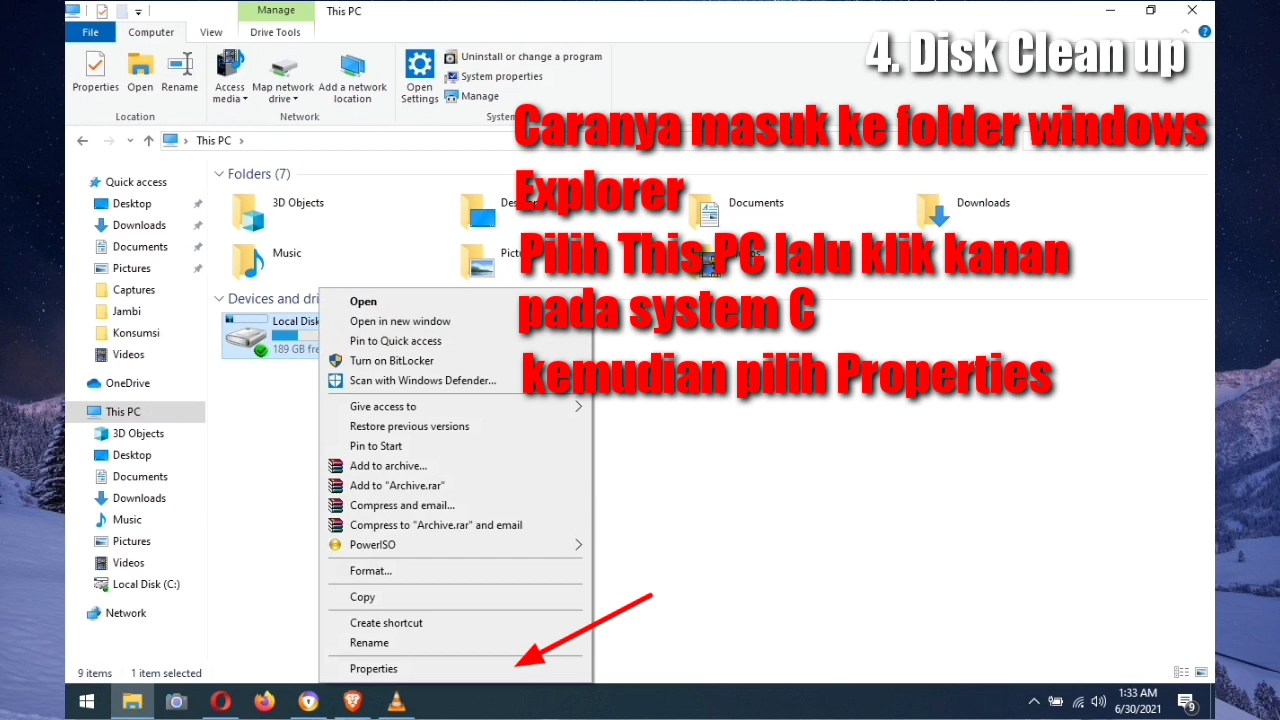 Manage
This PC
File
Computer
View
Drive Tools
4. Disk Clean up
Properties
Open
Rename
Access media
Map network drive
Add a network location
Open Settings
Uninstall or change a program
System properties
Manage
Location
Network
System
Caranya masuk ke folder windows
Explorer
Pilih This PC lalu klik kanan
pada system C
kemudian pilih Properties
This PC
Quick access
Desktop
Downloads
Documents
Pictures
Captures
Jambi
Konsumsi
Videos
OneDrive
This PC
3D Objects
Desktop
Documents
Downloads
Music
Pictures
Videos
Local Disk (C:)
Network
Folders (7)
3D Objects
Documents
Downloads
Music
Devices and dri
Local Disk
189 GB fre
Open
Open in new window
Pin to Quick access
Turn on BitLocker
Scan with Windows Defender...
Give access to
Restore previous versions
Pin to Start
Add to archive...
Add to "Archive.rar"
Compress and email...
Compress to "Archive.rar" and email
PowerISO
Format...
Copy
Create shortcut
Rename
Properties
9 items
1 item selected
1:33 AM
6/30/2021
9